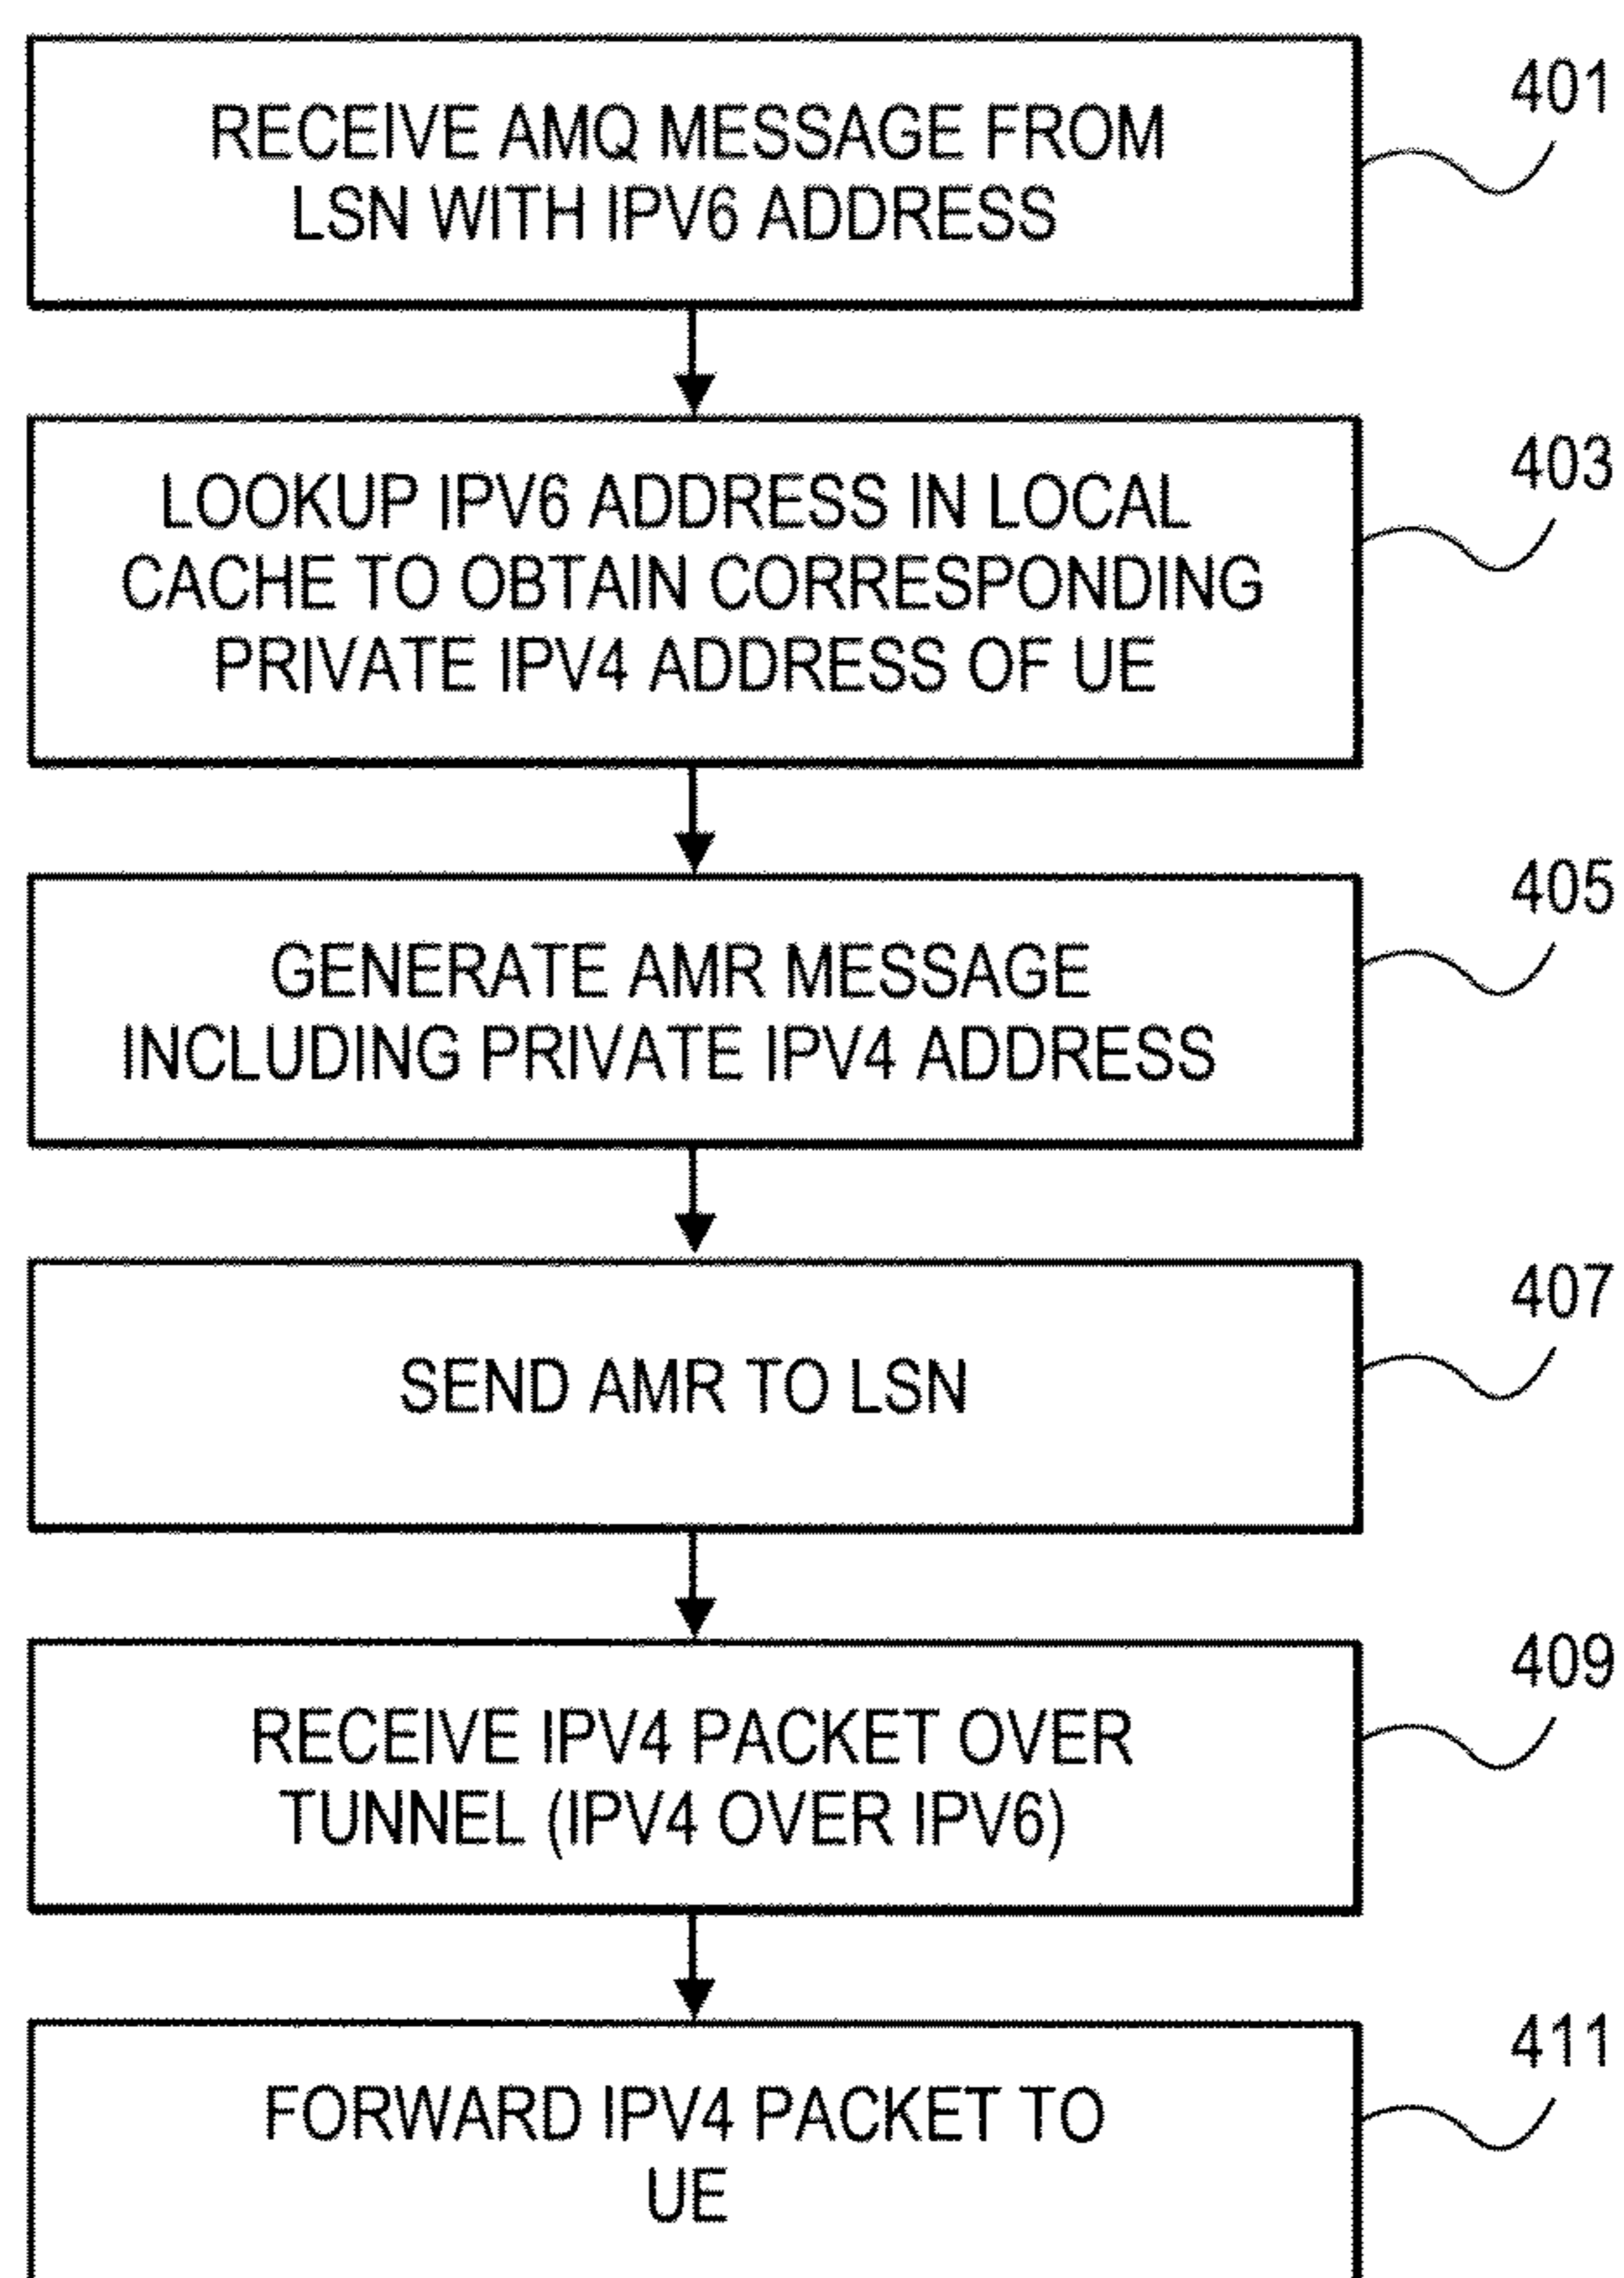 RECEIVE AMQ MESSAGE FROM
LSN WITH IPV6 ADDRESS
401
LOOKUP IPV6 ADDRESS IN LOCAL
CACHE TO OBTAIN CORRESPONDING
PRIVATE IPV4 ADDRESS OF UE
403
GENERATE AMR MESSAGE
INCLUDING PRIVATE IPV4 ADDRESS
405
SEND AMR TO LSN
407
RECEIVE IPV4 PACKET OVER
TUNNEL (IPV4 OVER IPV6)
409
FORWARD IPV4 PACKET TO
UE
411